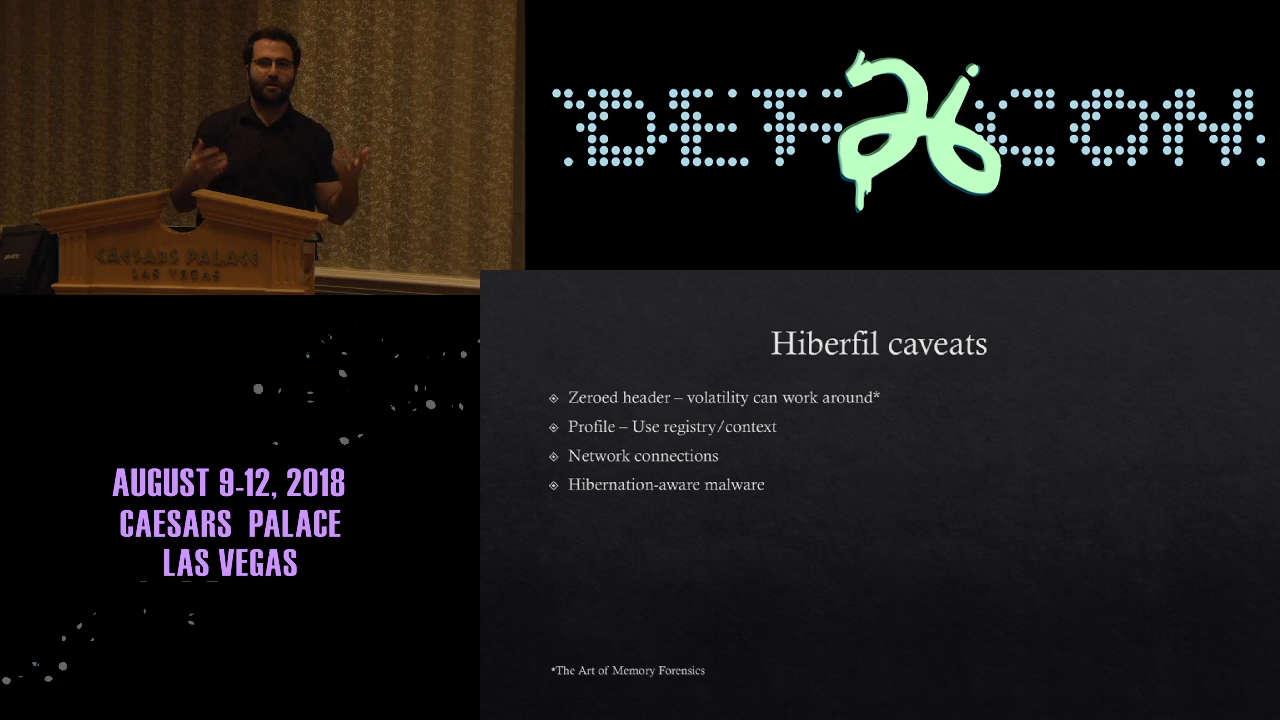 CAESARS PALACE
LAS VEGAS
DEF 26 CON
AUGUST 9-12, 2018
CAESARS PALACE
LAS VEGAS
Hiberfil caveats
Zeroed header – volatility can work around*
Profile – Use registry/context
Network connections
Hibernation-aware malware
*The Art of Memory Forensics